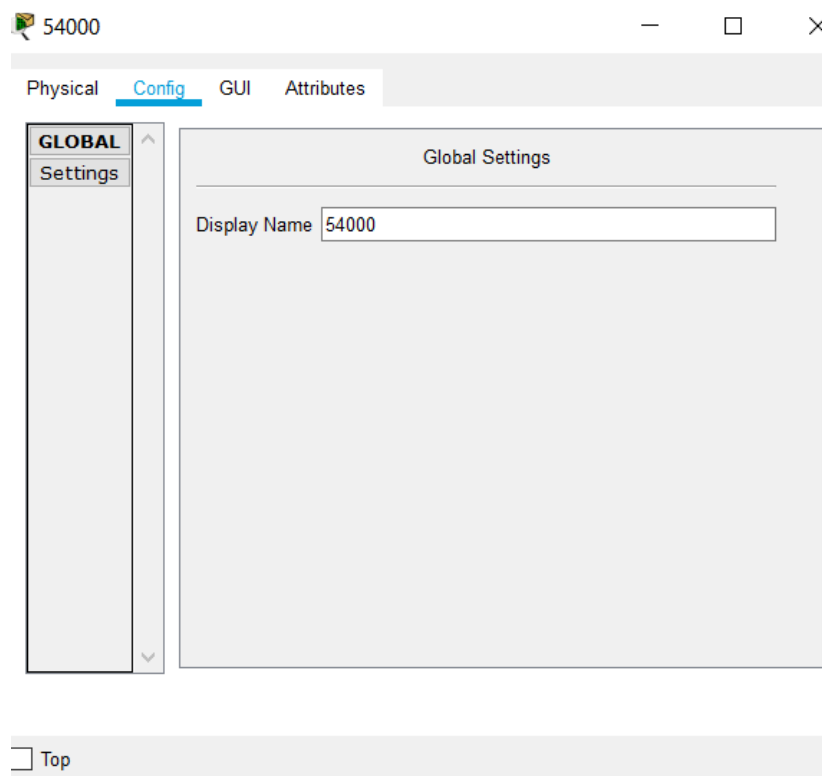 54000
Physical Config GUI Attributes
GLOBAL
Settings
Global Settings
Display Name 54000
Top